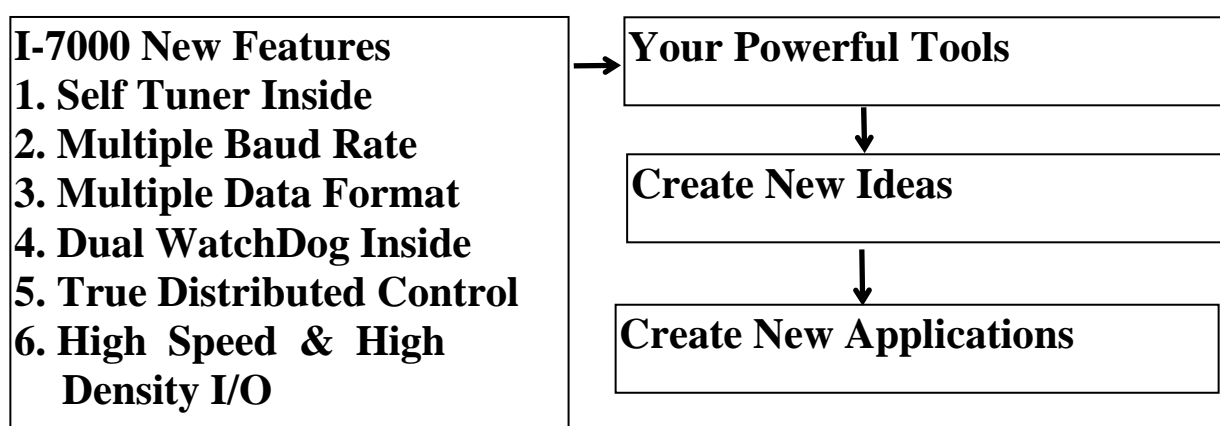 I-7000 New Features
1. Self Tuner Inside
2. Multiple Baud Rate
3. Multiple Data Format
4. Dual WatchDog Inside
5. True Distributed Control
6. High Speed & High
Density I/O
Your Powerful Tools
Create New Ideas
Create New Applications